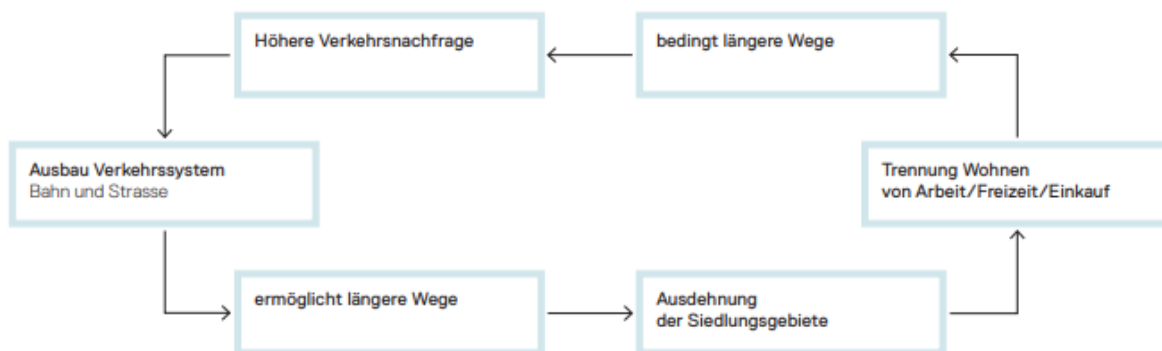 Höhere Verkehrsnachfrage
bedingt längere Wege
Ausbau Verkehrssystem
Bahn und Strasse
Trennung Wohnen
von Arbeit/Freizeit/Einkauf
ermöglicht längere Wege
Ausdehnung
der Siedlungsgebiete